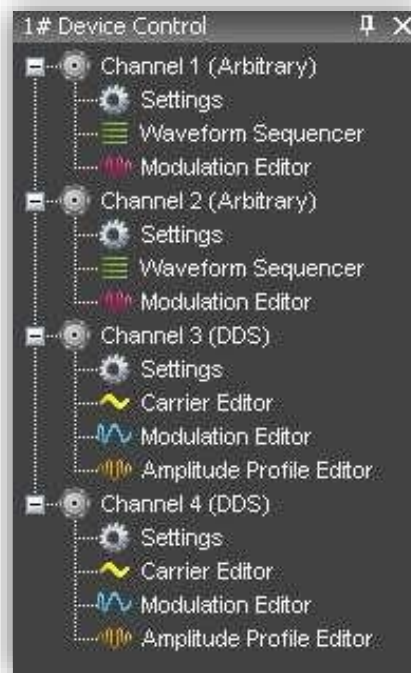 1# Device Control
Channel 1 (Arbitrary)
Settings
Waveform Sequencer
Modulation Editor
Channel 2 (Arbitrary)
Settings
Waveform Sequencer
Modulation Editor
Channel 3 (DDS)
Settings
Carrier Editor
Modulation Editor
Amplitude Profile Editor
Channel 4 (DDS)
Settings
Carrier Editor
Modulation Editor
Amplitude Profile Editor